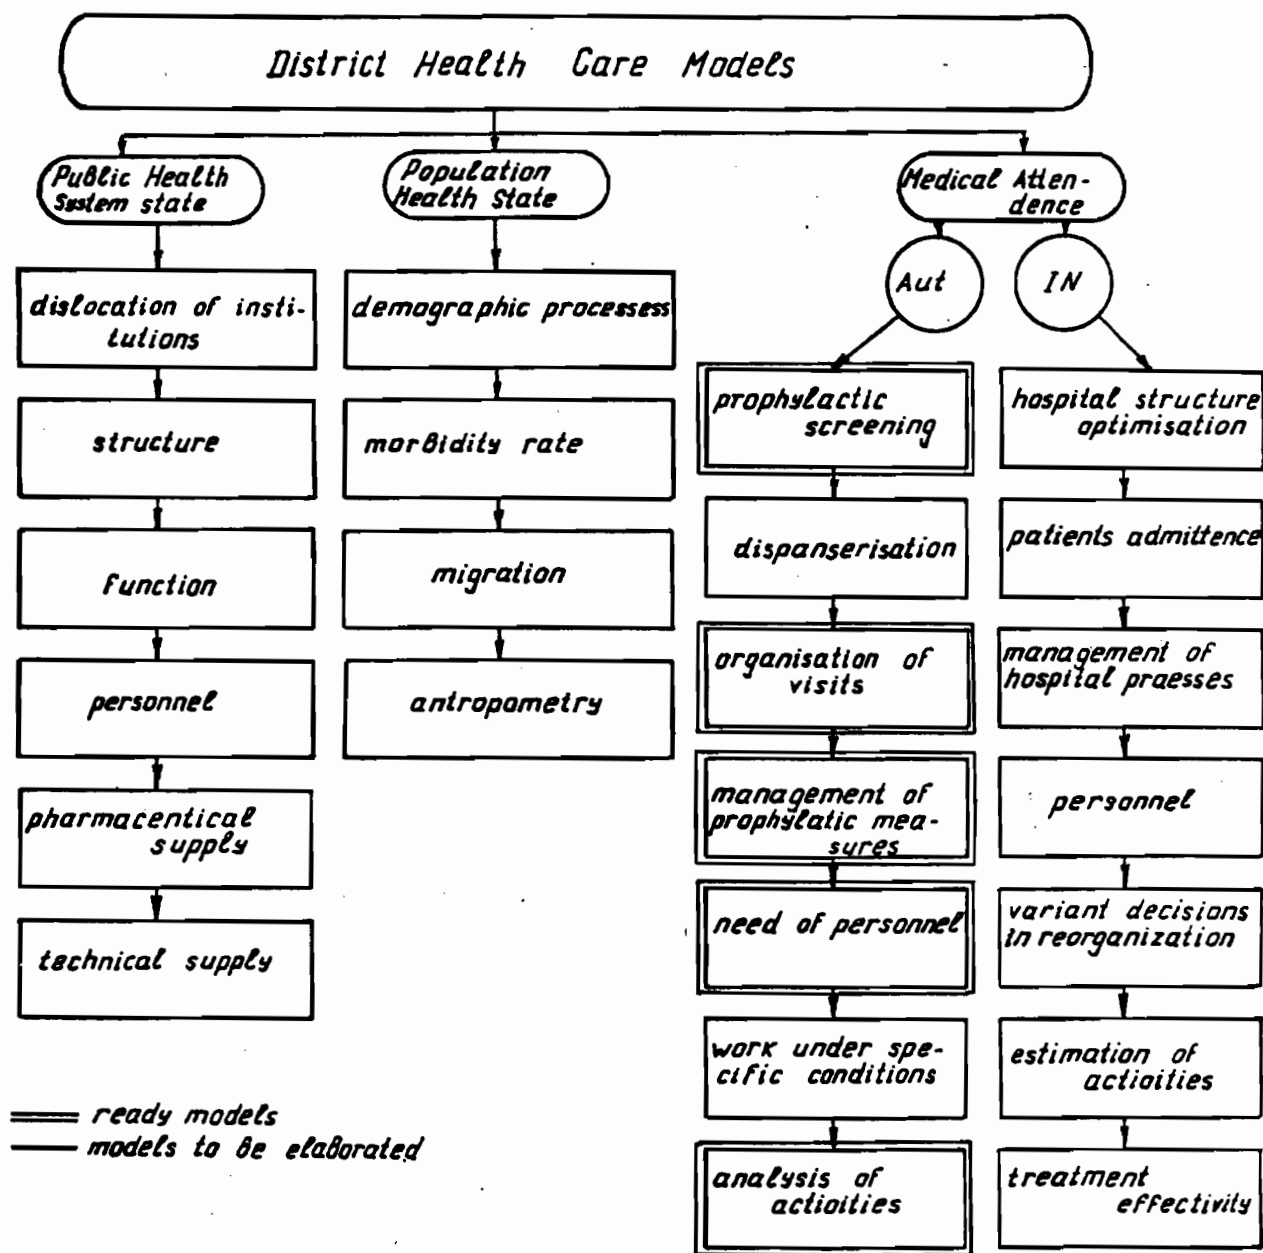 District Health Care Models
Public Health
System state
Population
Health State
Medical Atten-
dence
Aut
IN
dislocation of insti-
tutions
structure
function
personnel
pharmacentical
supply
technical supply
demographic processess
morbidity rate
migration
antropometry
prophylactic
screening
dispanserisation
organisation of
visits
management of
prophylatic mea-
sures
need of personnel
work under spe-
cific conditions
analysis of
actioities
hospital structure
optimisation
patients admittence
management of
hospital praesses
personnel
variant decisions
in reorganization
estimation of
actioities
treatment
effectivity
ready models
models to be elaborated